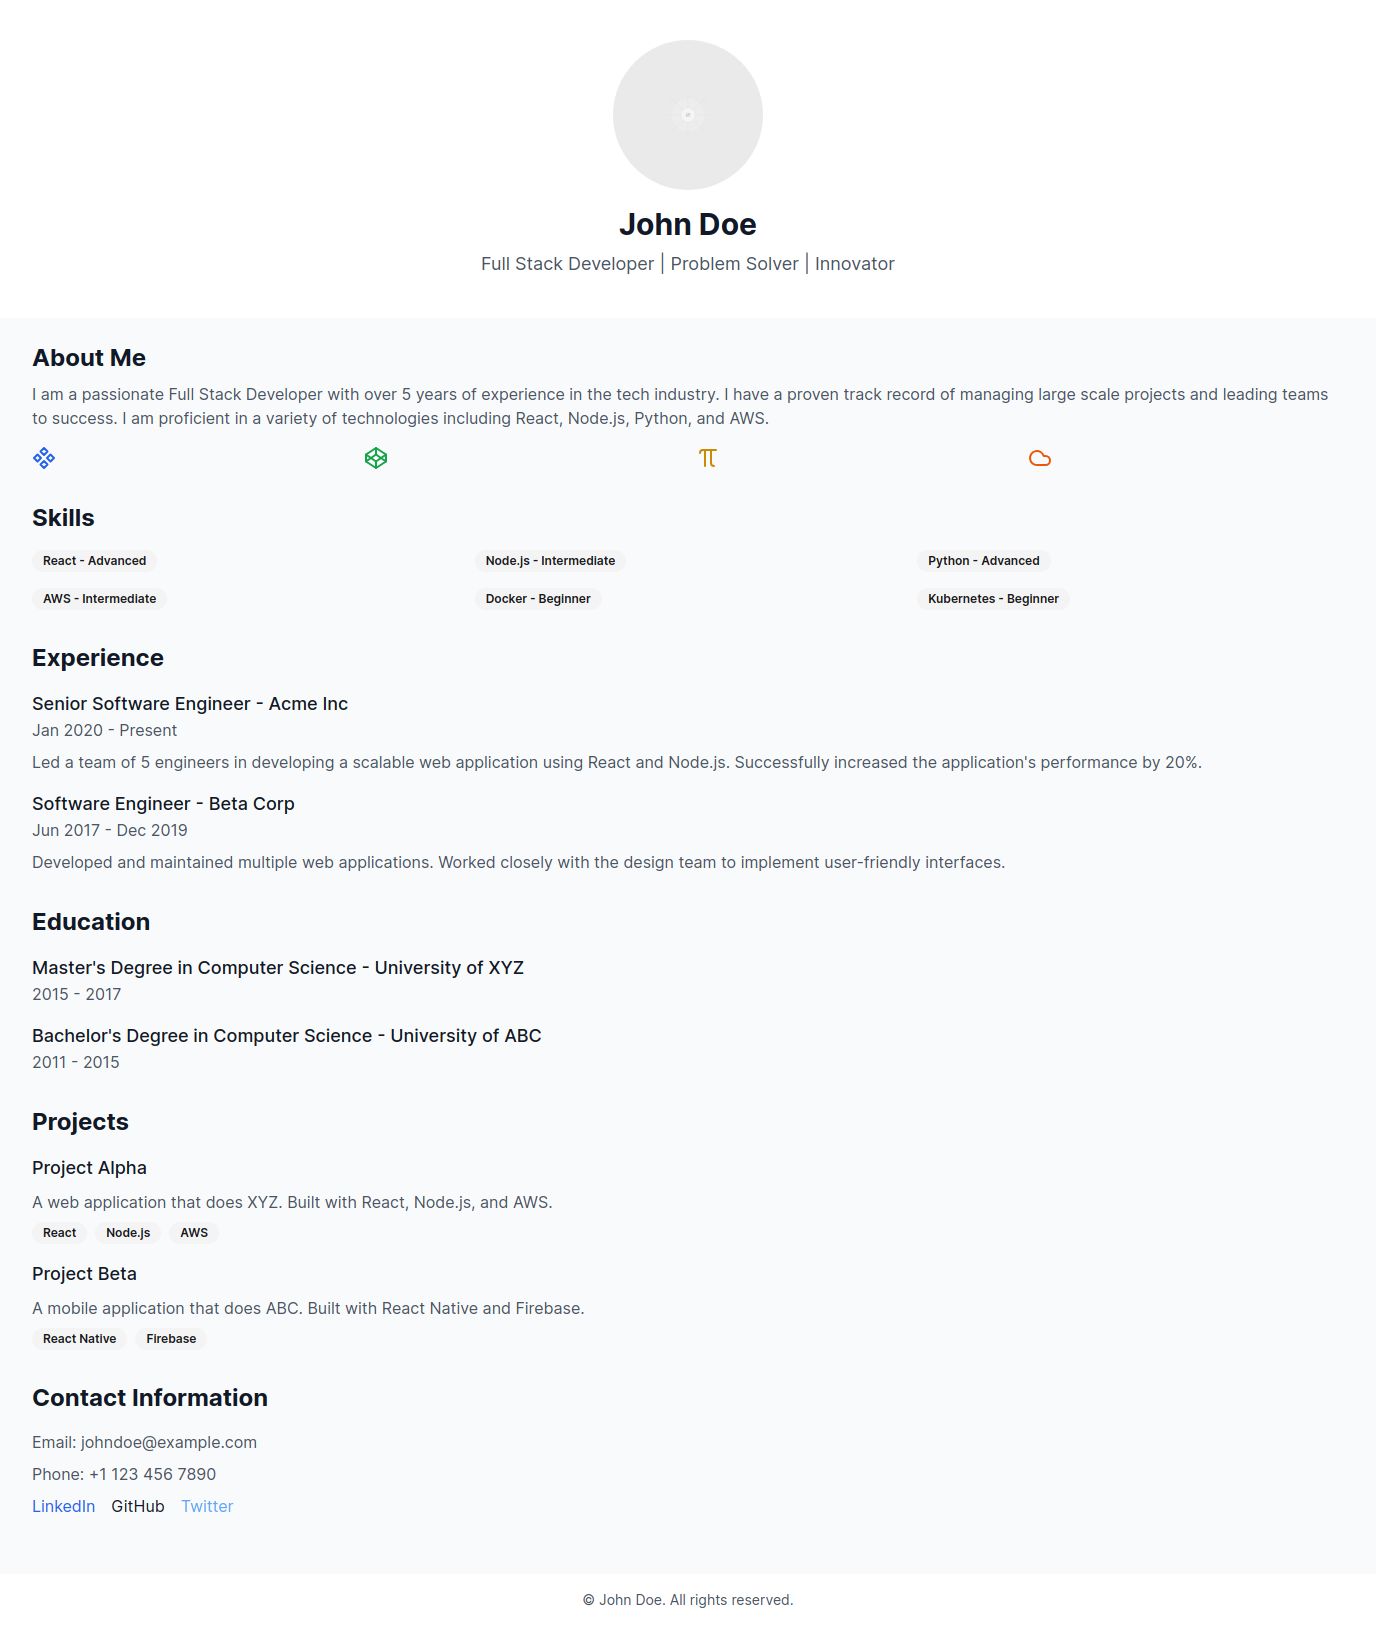 John Doe
Full Stack Developer | Problem Solver | Innovator
About Me
I am a passionate Full Stack Developer with over 5 years of experience in the tech industry. I have a proven track record of managing large scale projects and leading teams
to success. I am proficient in a variety of technologies including React, Node.js, Python, and AWS.
Skills
React - Advanced
Node.js - Intermediate
Python - Advanced
AWS - Intermediate
Docker - Beginner
Kubernetes - Beginner
Experience
Senior Software Engineer - Acme Inc
Jan 2020 - Present
Led a team of 5 engineers in developing a scalable web application using React and Node.js. Successfully increased the application's performance by 20%.
Software Engineer - Beta Corp
Jun 2017 - Dec 2019
Developed and maintained multiple web applications. Worked closely with the design team to implement user-friendly interfaces.
Education
Master's Degree in Computer Science - University of XYZ
2015 - 2017
Bachelor's Degree in Computer Science - University of ABC
2011 - 2015
Projects
Project Alpha
A web application that does XYZ. Built with React, Node.js, and AWS.
React Node.js AWS
Project Beta
A mobile application that does ABC. Built with React Native and Firebase.
React Native Firebase
Contact Information
Email: johndoe@example.com
Phone: +1 123 456 7890
LinkedIn GitHub Twitter
© John Doe. All rights reserved.